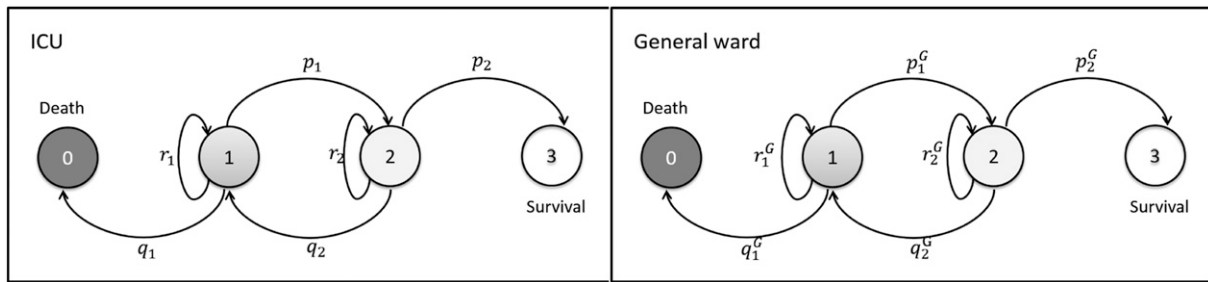 ICU
p₁
p₂
Death
0
r₁
1
r₂
2
3
Survival
q₁
q₂
General ward
p₁ᴳ
p₂ᴳ
Death
0
r₁ᴳ
1
r₂ᴳ
2
3
Survival
q₁ᴳ
q₂ᴳ